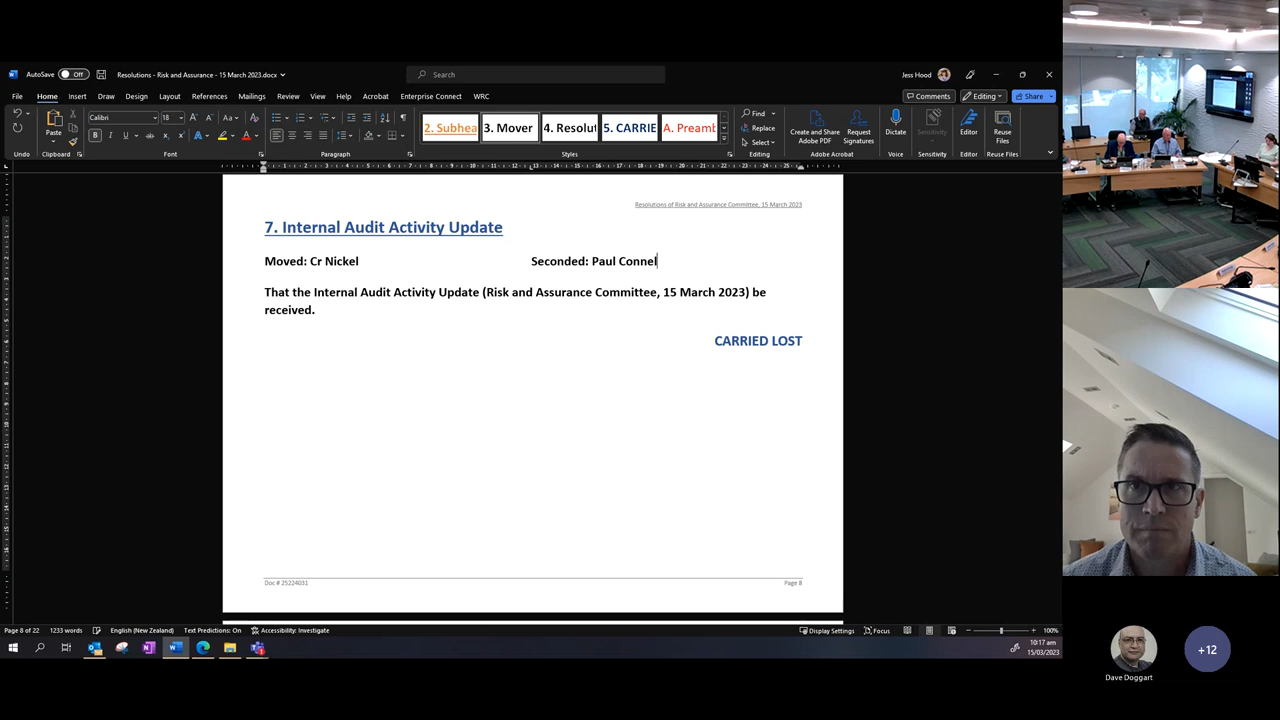 AutoSave Off Resolutions - Risk and Assurance - 15 March 2023.docx Search Jess Hood
File Home Insert Draw Design Layout References Mailings Review View Help Acrobat Enterprise Connect WRC Comments Editing Share
Calibri 18 Aa
Paste
B I U ab x x A A
2. Subhea 3. Mover 4. Resolut 5. CARRIE A. Preamb
Find
Replace
Select
Create and Share Adobe PDF
Request Signatures
Dictate
Sensitivity
Editor
Reuse Files
Undo Clipboard Font Paragraph Styles Editing Adobe Acrobat Voice Sensitivity Editor Reuse Files
Resolutions of Risk and Assurance Committee, 15 March 2023
7. Internal Audit Activity Update
Moved: Cr Nickel Seconded: Paul Connel
That the Internal Audit Activity Update (Risk and Assurance Committee, 15 March 2023) be
received.
CARRIED LOST
Doc # 25224031 Page 8
Page 8 of 22 1233 words English (New Zealand) Text Predictions: On Accessibility: Investigate Display Settings Focus 100%
10:17 am
15/03/2023
+12
Dave Doggart